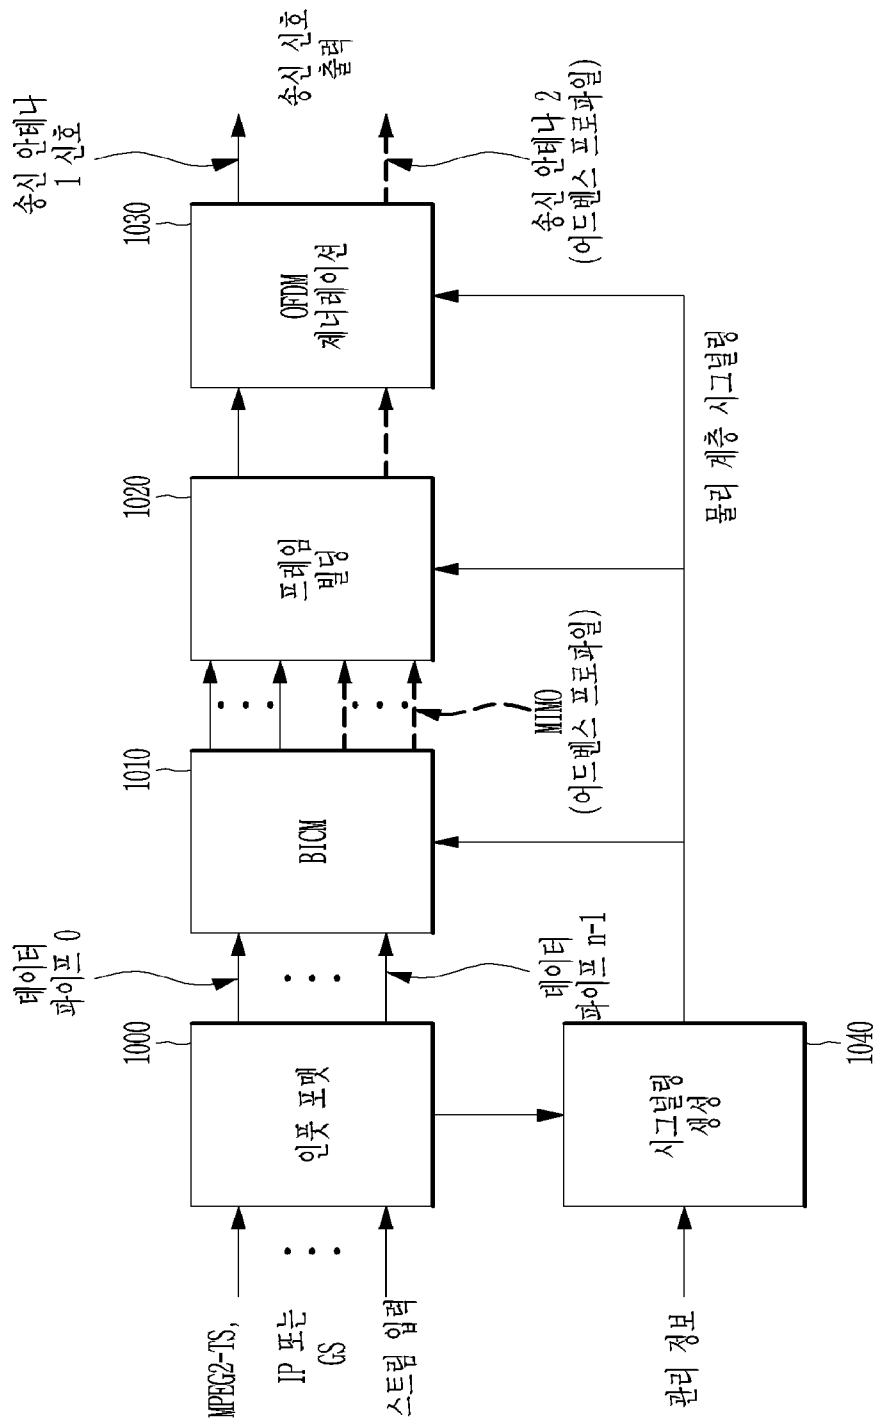 MPEG2-TS,
IP 또는
GS
스트림 입력
1000
인풋 포맷
데이터
파이프 0
데이터
파이프 n-1
1010
BICM
MIMO
(어드벤스 프로파일)
1020
프레임
빌딩
1030
OFDM
제너레이션
송신 안테나
1 신호
송신 신호
출력
송신 안테나 2
(어드벤스 프로파일)
관리 정보
시그널링
생성
1040
물리 계층 시그널링